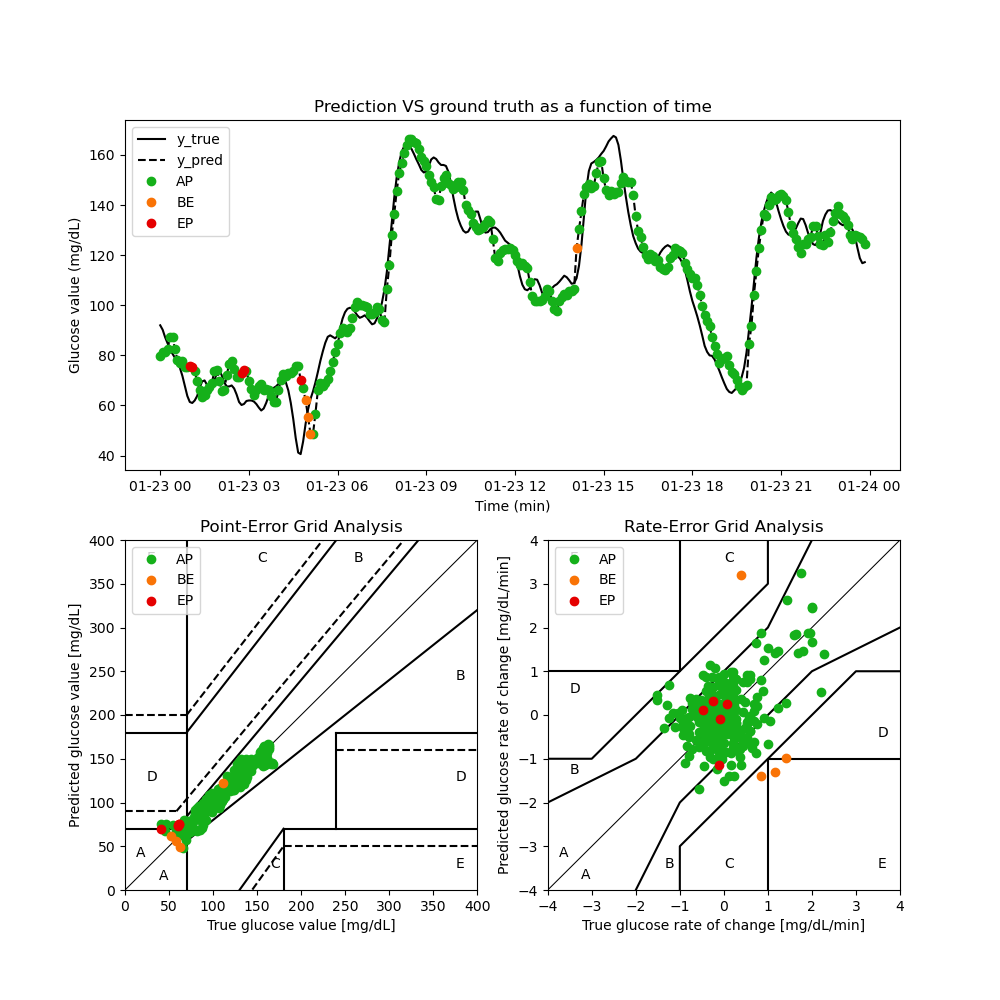 Prediction VS ground truth as a function of time
Glucose value (mg/dL)
160
140
120
100
80
60
40
y_true
y_pred
AP
BE
EP
01-23 00 01-23 03 01-23 06 01-23 09 01-23 12 01-23 15 01-23 18 01-23 21 01-24 00
Time (min)
Point-Error Grid Analysis
Predicted glucose value [mg/dL]
400
350
300
250
200
150
100
50
0
AP
BE
EP
C
B
B
D
D
A
A
C
E
0 50 100 150 200 250 300 350 400
True glucose value [mg/dL]
Rate-Error Grid Analysis
Predicted glucose rate of change [mg/dL/min]
4
3
2
1
0
−1
−2
−3
−4
AP
BE
EP
C
D
D
B
A
A
B
C
E
−4 −3 −2 −1 0 1 2 3 4
True glucose rate of change [mg/dL/min]